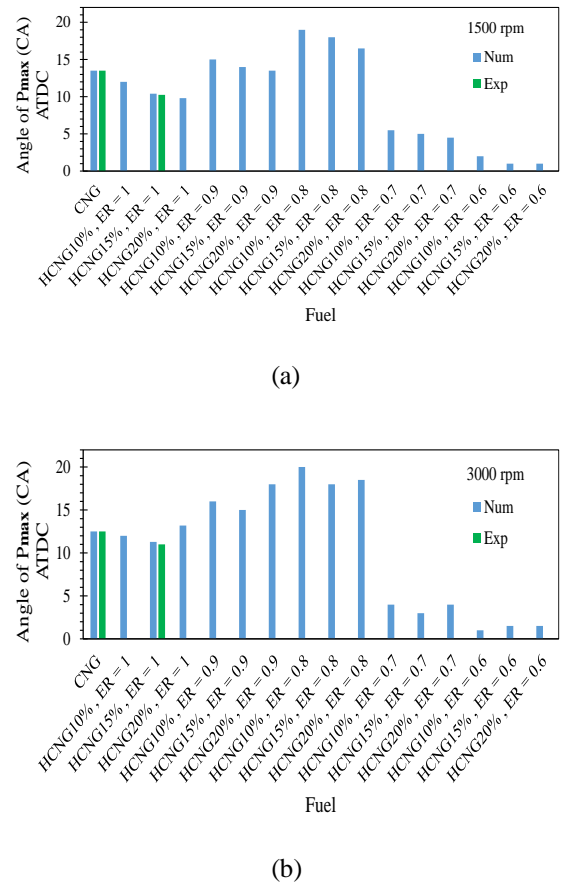 Angle of Pmax (CA)
ATDC
20
15
10
5
0
1500 rpm
Num
Exp
CNG
HCNG10% , ER = 1
HCNG15% , ER = 1
HCNG20% , ER = 1
HCNG10% , ER = 0.9
HCNG15% , ER = 0.9
HCNG20% , ER = 0.9
HCNG10% , ER = 0.8
HCNG15% , ER = 0.8
HCNG20% , ER = 0.8
HCNG10% , ER = 0.7
HCNG15% , ER = 0.7
HCNG20% , ER = 0.7
HCNG10% , ER = 0.6
HCNG15% , ER = 0.6
HCNG20% , ER = 0.6
Fuel
(a)
Angle of Pmax (CA)
ATDC
20
15
10
5
0
3000 rpm
Num
Exp
CNG
HCNG10% , ER = 1
HCNG15% , ER = 1
HCNG20% , ER = 1
HCNG10% , ER = 0.9
HCNG15% , ER = 0.9
HCNG20% , ER = 0.9
HCNG10% , ER = 0.8
HCNG15% , ER = 0.8
HCNG20% , ER = 0.8
HCNG10% , ER = 0.7
HCNG15% , ER = 0.7
HCNG20% , ER = 0.7
HCNG10% , ER = 0.6
HCNG15% , ER = 0.6
HCNG20% , ER = 0.6
Fuel
(b)